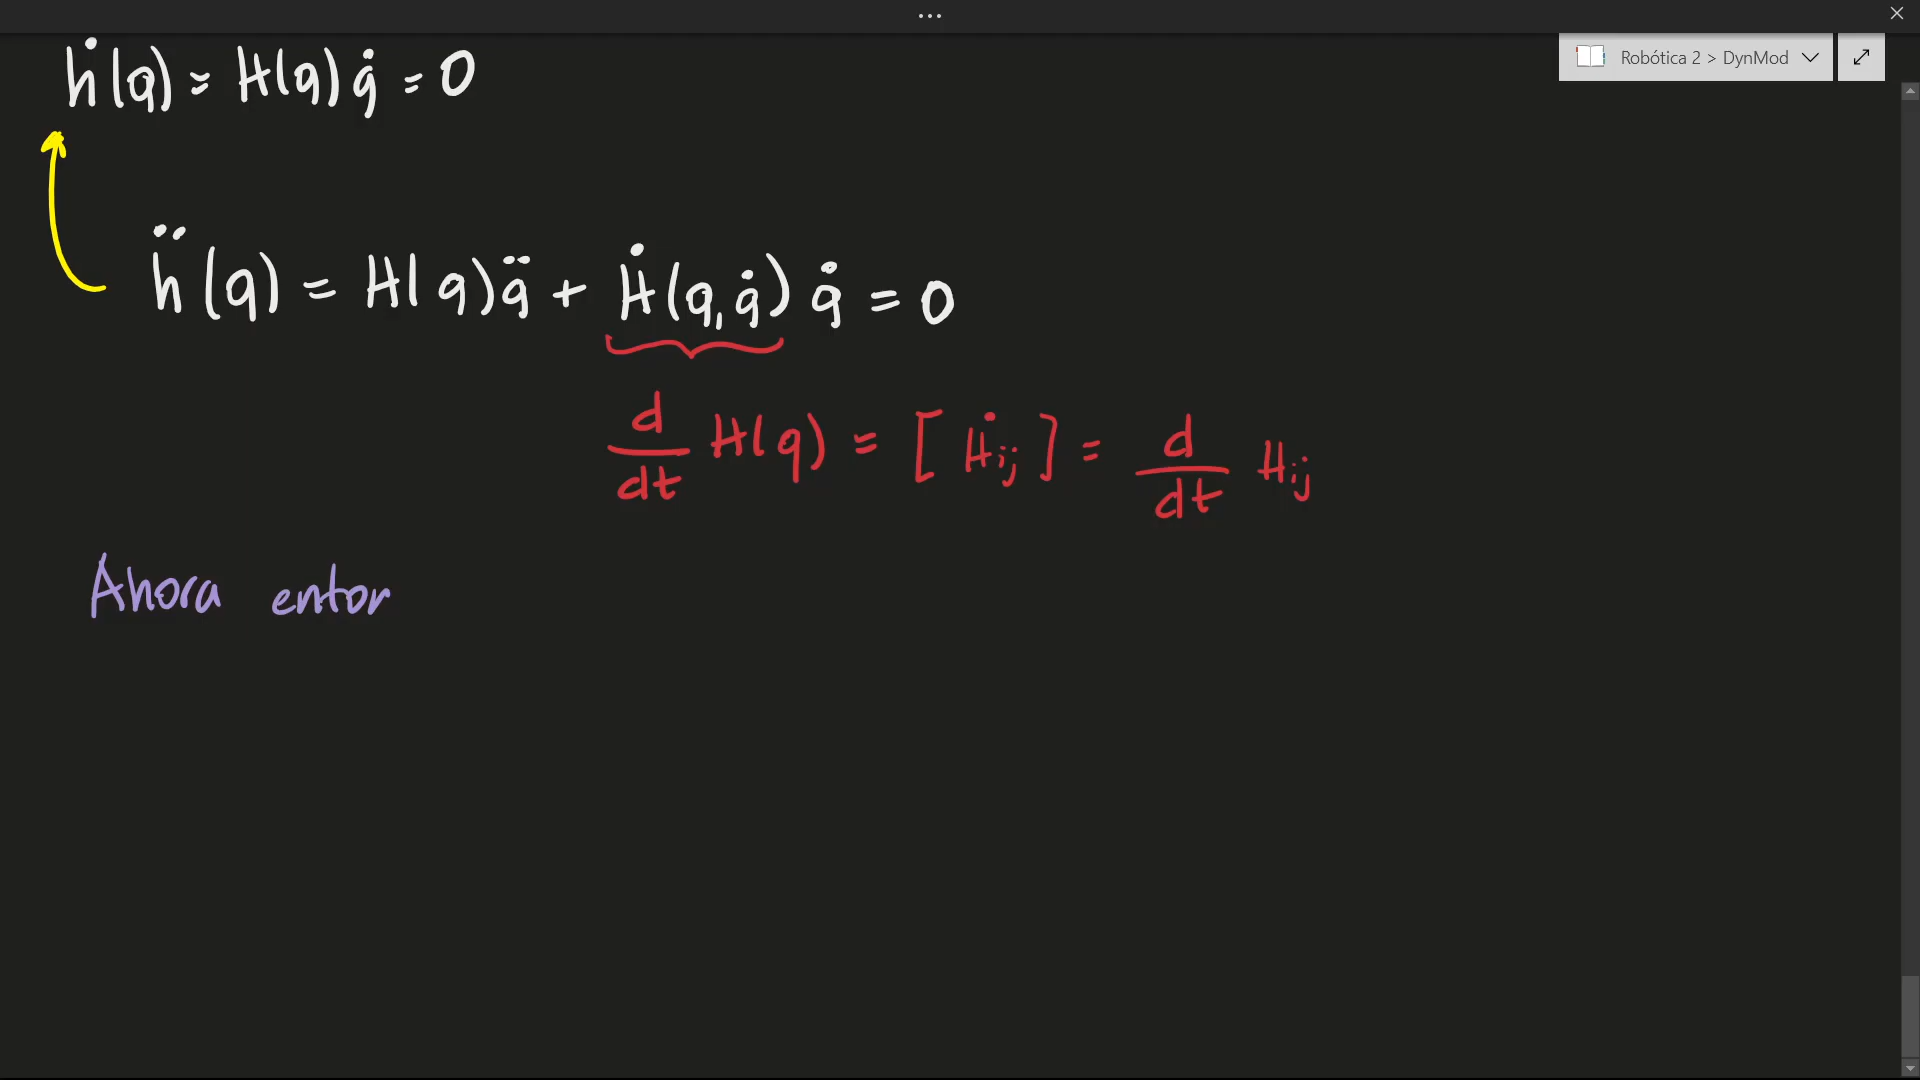 ...
Robótica 2 > DynMod
ḣ(q) = H(q) q̇ = 0
ḧ(q) = H(q) q̈ + Ḣ(q, q̇) q̇ = 0
d/dt H(q) = [Ḣij] = d/dt Hij
Ahora entor